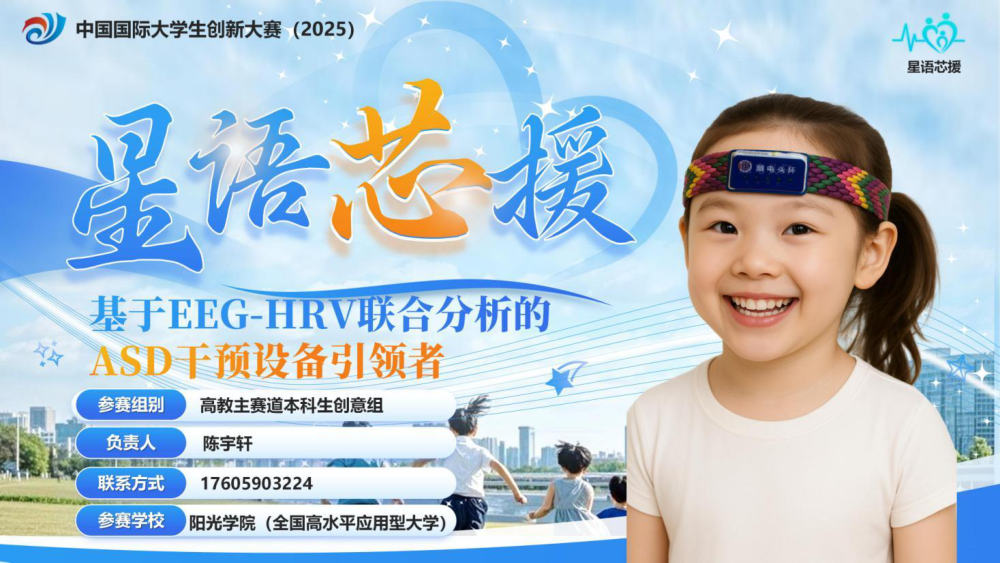 中国国际大学生创新大赛（2025）
星语芯援
星语芯援
基于EEG-HRV联合分析的
ASD干预设备引领者
参赛组别 高教主赛道本科生创意组
负责人 陈宇轩
联系方式 17605903224
参赛学校 阳光学院（全国高水平应用型大学）